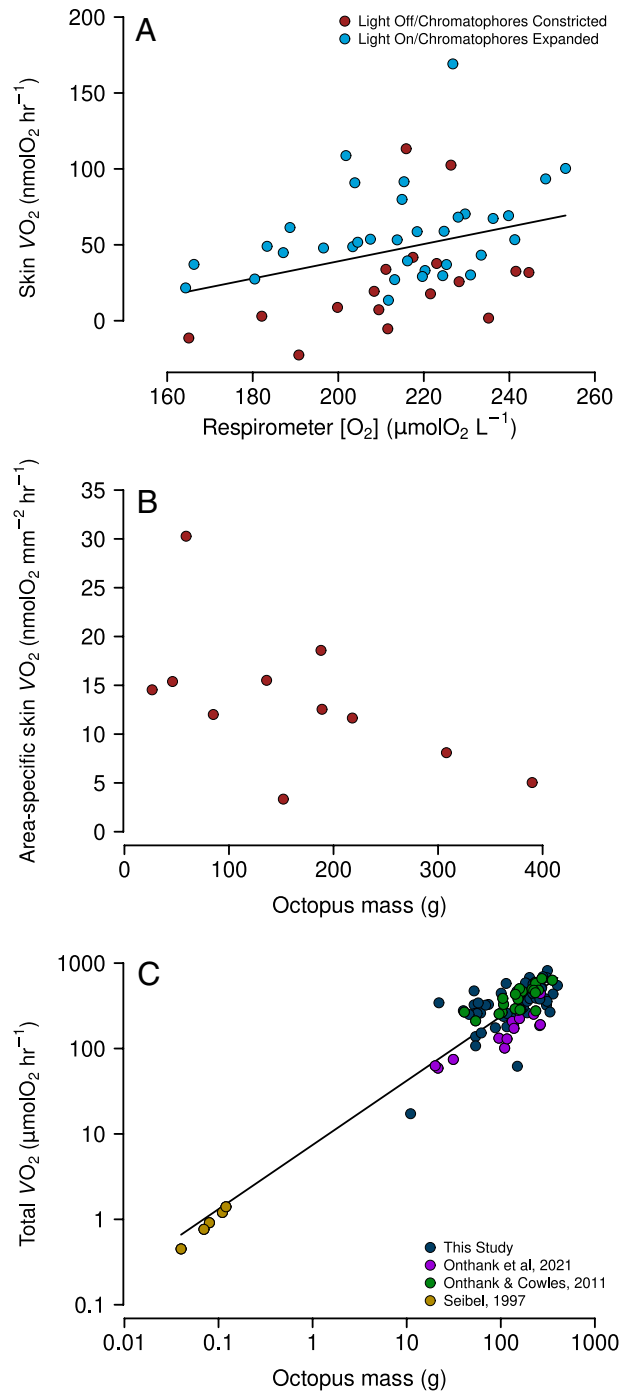 A
Light Off/Chromatophores Constricted
Light On/Chromatophores Expanded
Skin VO₂ (nmolO₂ hr⁻¹)
200
150
100
50
0
160 180 200 220 240 260
Respirometer [O₂] (μmolO₂ L⁻¹)
B
Area-specific skin VO₂ (nmolO₂ mm⁻² hr⁻¹)
35
30
25
20
15
10
5
0
0 100 200 300 400
Octopus mass (g)
C
Total VO₂ (μmolO₂ hr⁻¹)
1000
100
10
1
0.1
This Study
Onthank et al, 2021
Onthank & Cowles, 2011
Seibel, 1997
0.01 0.1 1 10 100 1000
Octopus mass (g)